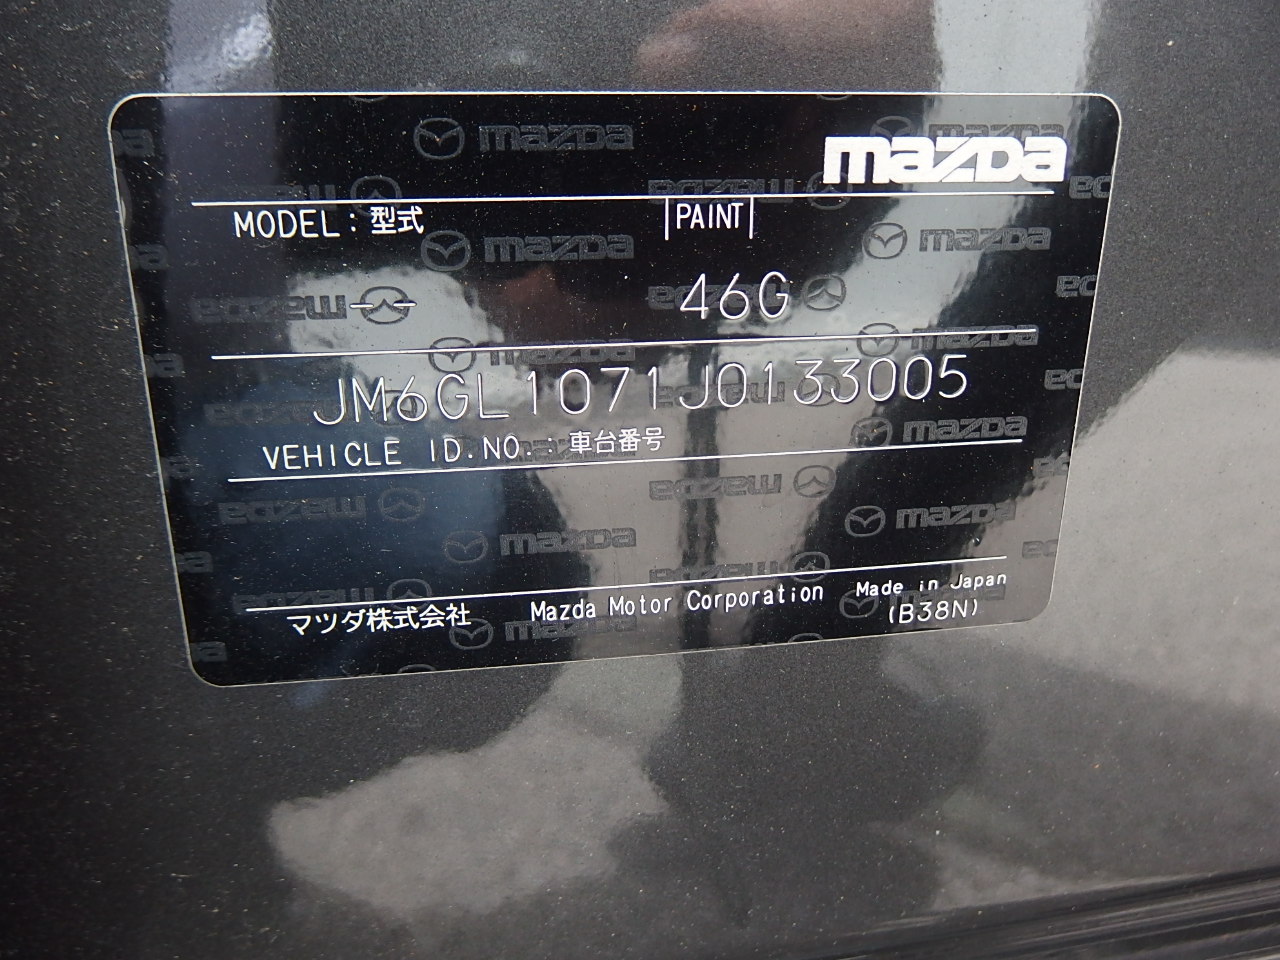 mazda
MODEL : 型式 PAINT
— 46G
JM6GL1071J0133005
VEHICLE ID.NO. : 車台番号
マツダ株式会社 Mazda Motor Corporation Made in Japan
(B38N)